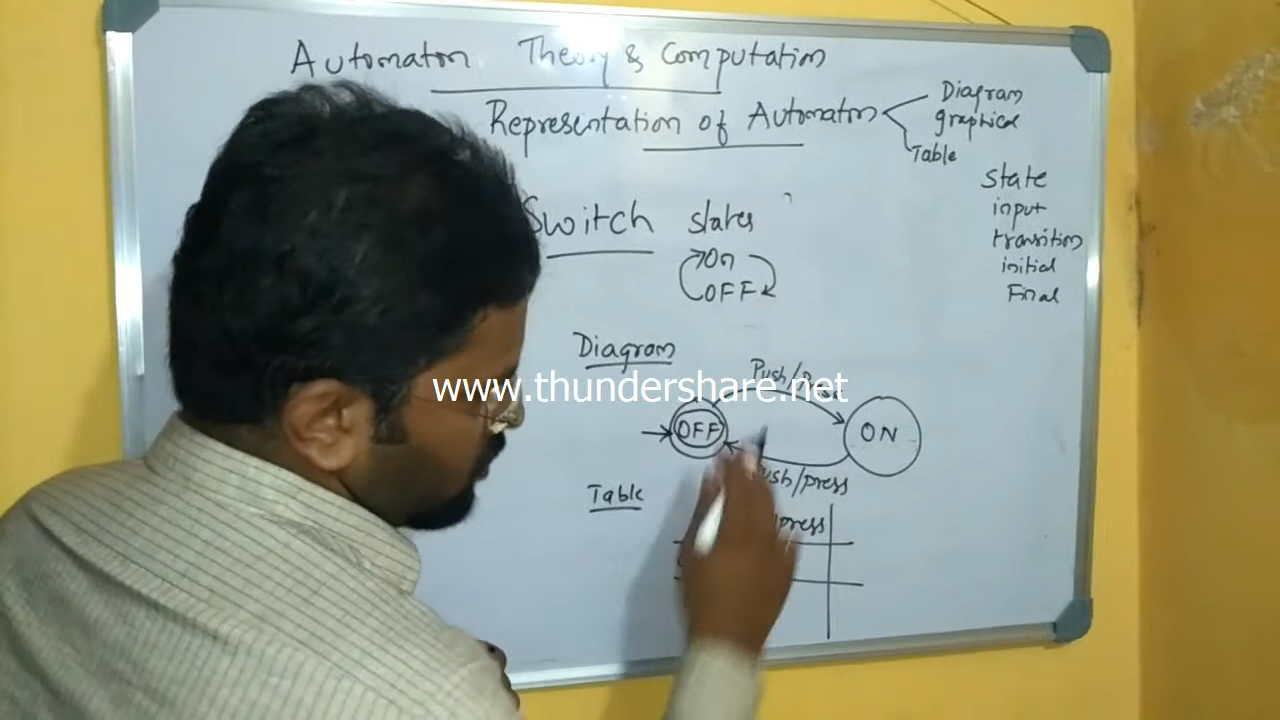 Automaton Theory & Computation
Representation of Automaton
Diagram
graphical
Table
state
input
transition
initial
Final
Switch states
On
OFF
Diagram
www.thundershare.net
OFF
ON
Push/press
Table
press